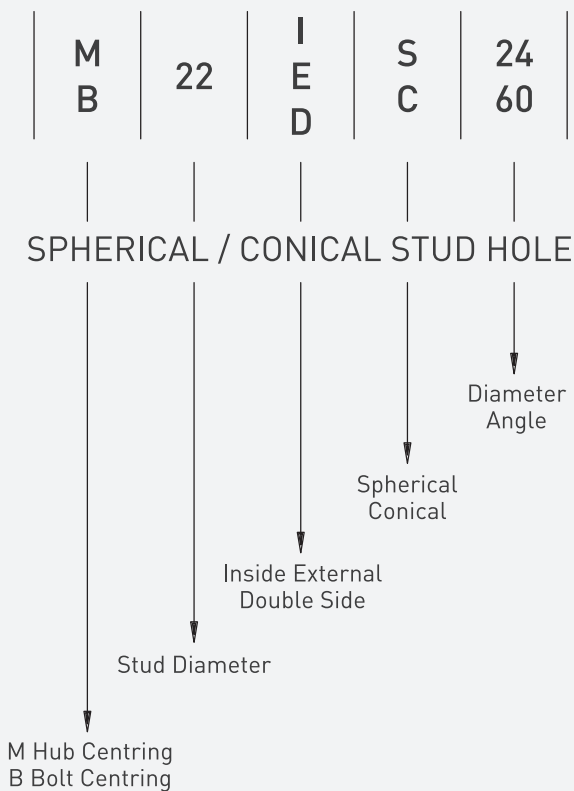 M
B
22
I
E
D
S
C
24
60
SPHERICAL / CONICAL STUD HOLE
Diameter
Angle
Spherical
Conical
Inside External
Double Side
Stud Diameter
M Hub Centring
B Bolt Centring